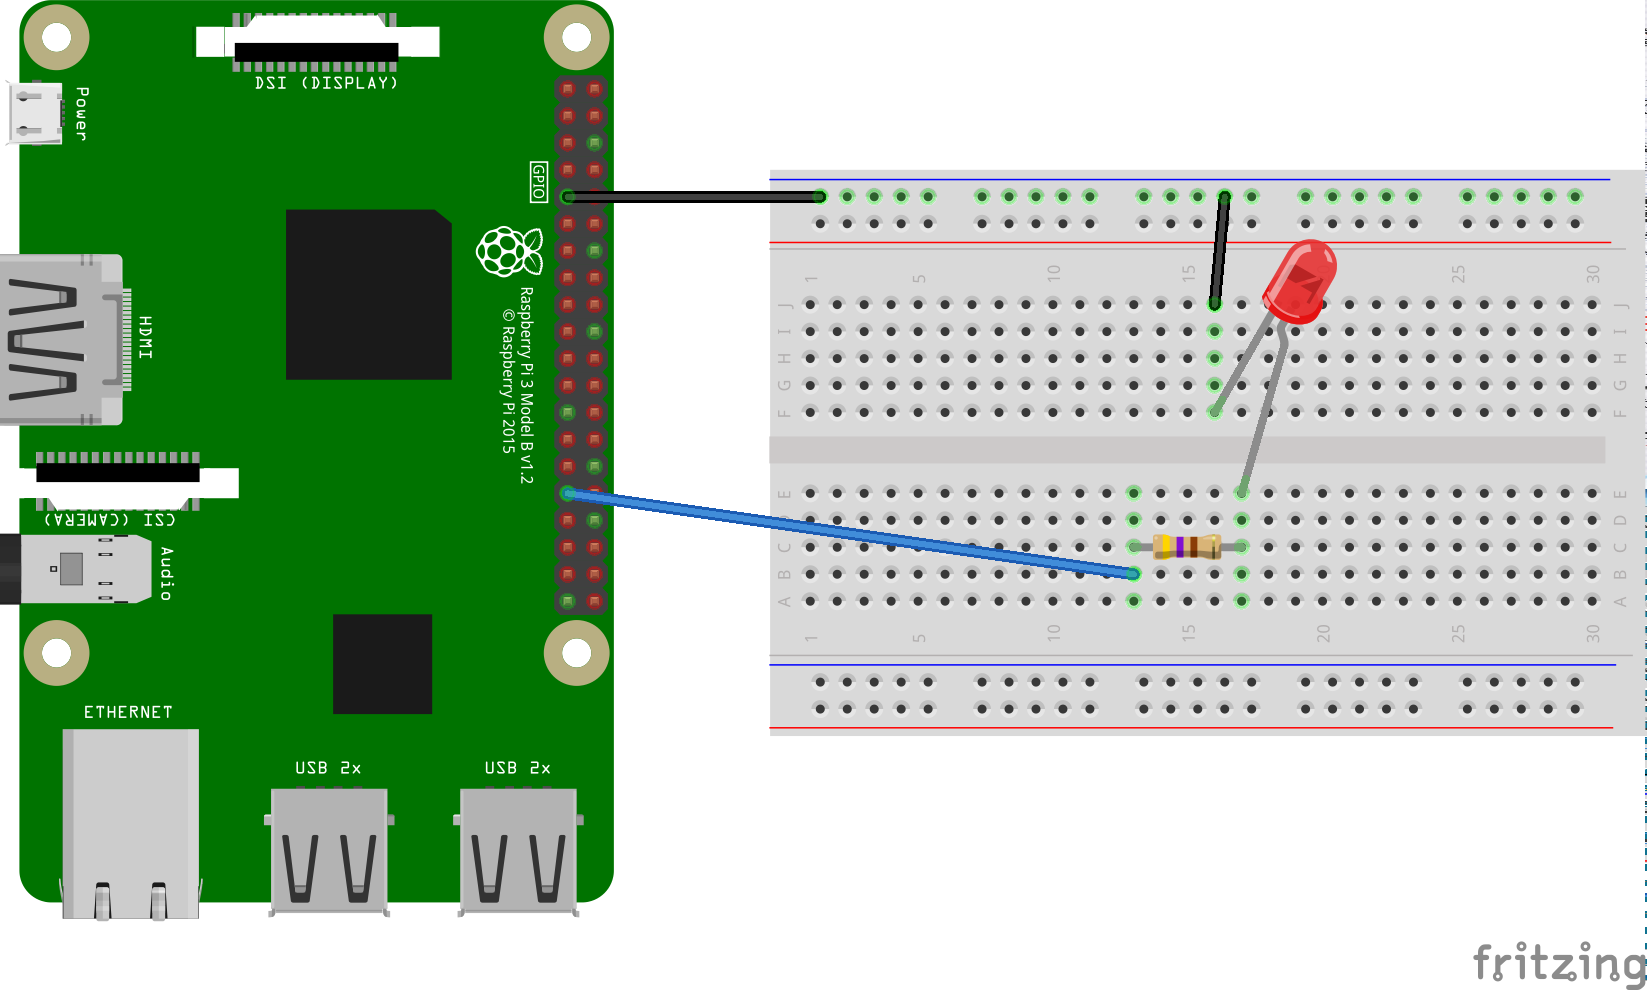 DSI (DISPLAY)
Power
GPIO
HDMI
Raspberry Pi 3 Model B v1.2
© Raspberry Pi 2015
CSI (CAMERA)
Audio
ETHERNET
USB 2x
USB 2x
1 5 10 15 25 30
J J
I I
H H
G G
F F
E E
D D
C C
B B
A A
1 5 10 15 20 25 30
fritzing